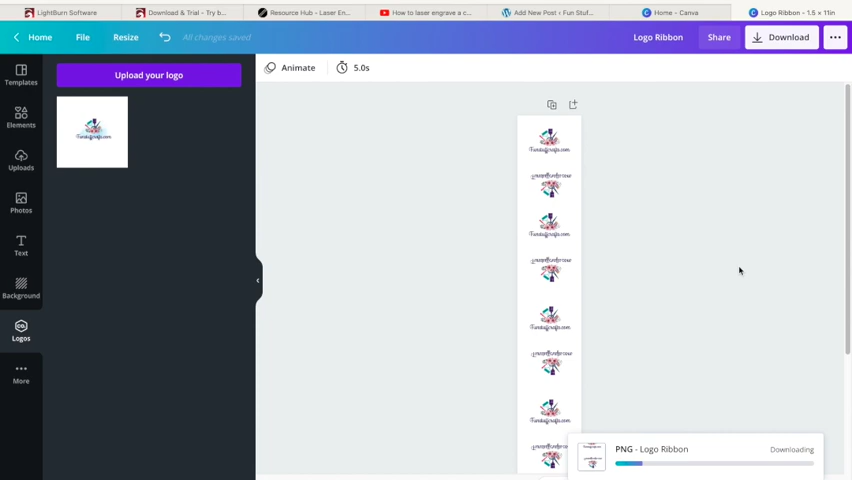 LightBurn Software
Download & Trial - Try b...
Resource Hub - Laser En...
How to laser engrave a c...
Add New Post ‹ Fun Stuf...
Home - Canva
Logo Ribbon - 1.5 × 11in
Home
File
Resize
All changes saved
Logo Ribbon
Share
Download
Templates
Elements
Uploads
Photos
Text
Background
Logos
More
Upload your logo
Animate
5.0s
PNG - Logo Ribbon
Downloading